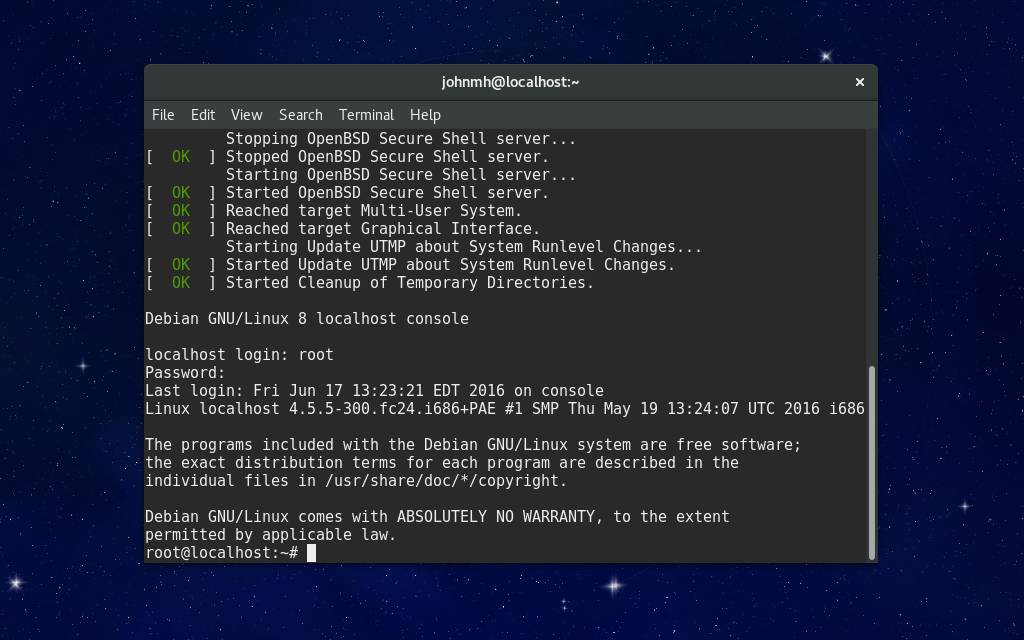 johnmh@localhost:~ ×
File Edit View Search Terminal Help
         Stopping OpenBSD Secure Shell server...
[  OK  ] Stopped OpenBSD Secure Shell server.
         Starting OpenBSD Secure Shell server...
[  OK  ] Started OpenBSD Secure Shell server.
[  OK  ] Reached target Multi-User System.
[  OK  ] Reached target Graphical Interface.
         Starting Update UTMP about System Runlevel Changes...
[  OK  ] Started Update UTMP about System Runlevel Changes.
[  OK  ] Started Cleanup of Temporary Directories.
Debian GNU/Linux 8 localhost console
localhost login: root
Password:
Last login: Fri Jun 17 13:23:21 EDT 2016 on console
Linux localhost 4.5.5-300.fc24.i686+PAE #1 SMP Thu May 19 13:24:07 UTC 2016 i686
The programs included with the Debian GNU/Linux system are free software;
the exact distribution terms for each program are described in the
individual files in /usr/share/doc/*/copyright.
Debian GNU/Linux comes with ABSOLUTELY NO WARRANTY, to the extent
permitted by applicable law.
root@localhost:~#